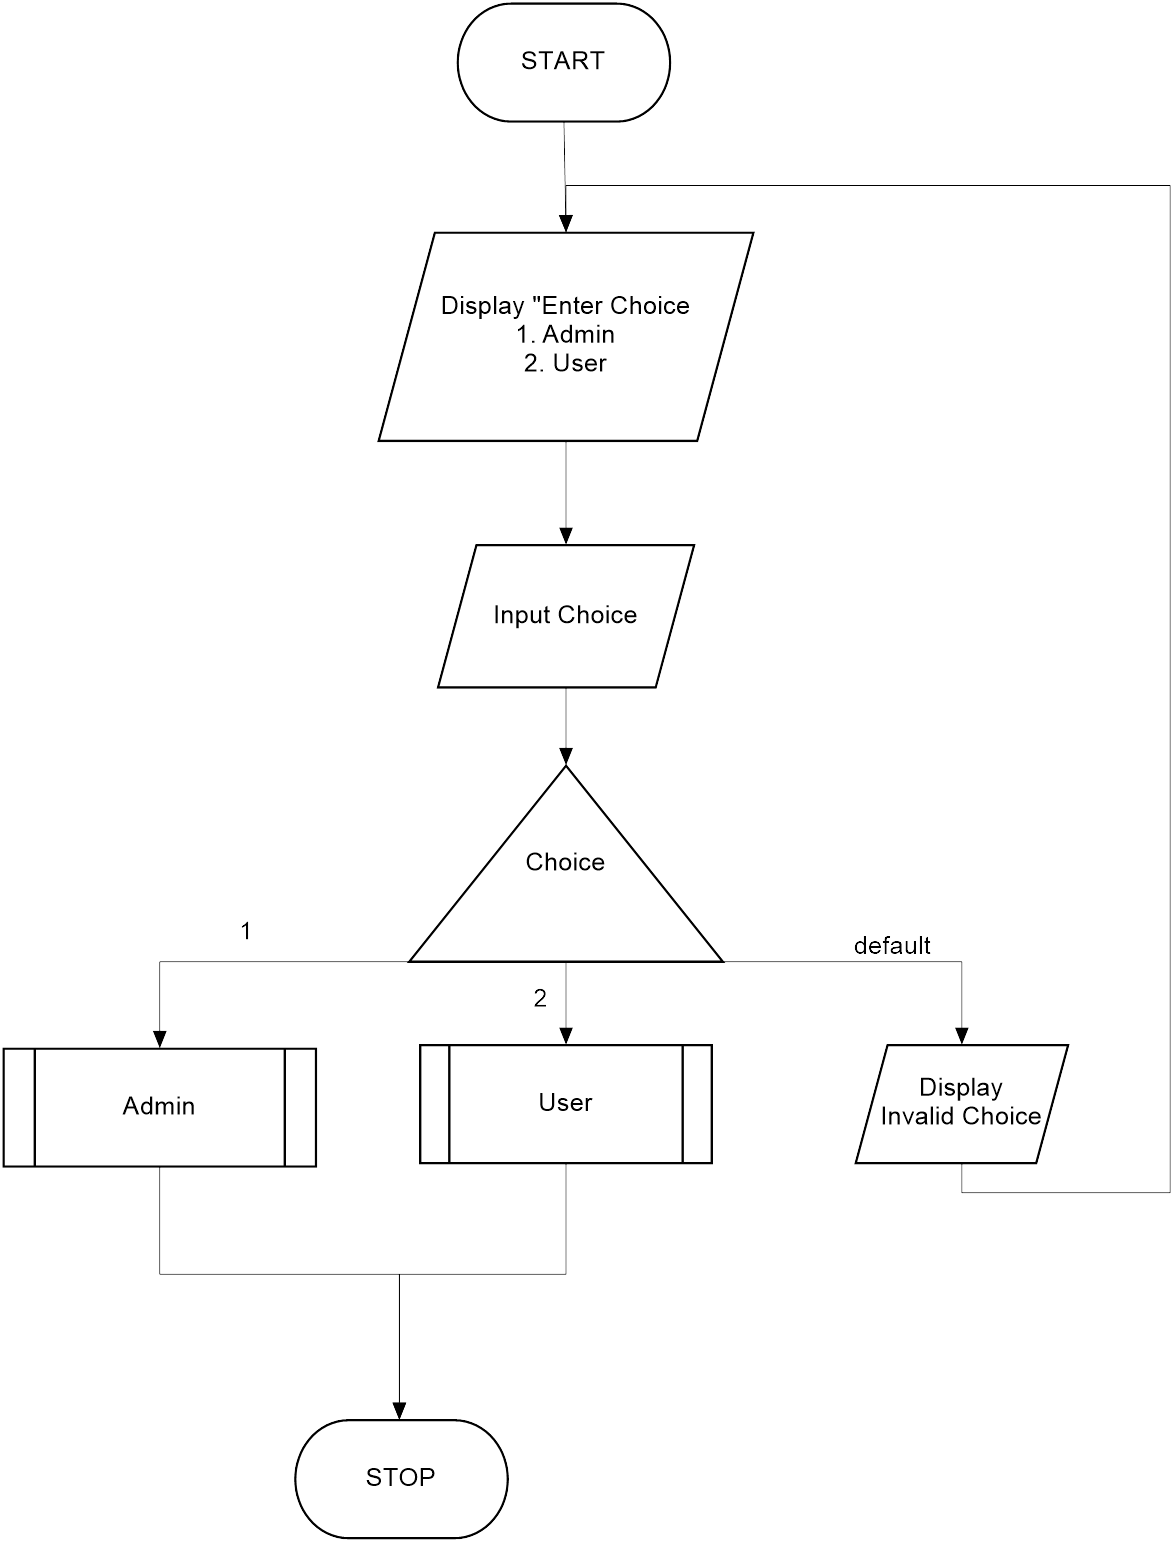 START
Display "Enter Choice
1. Admin
2. User
Input Choice
Choice
1
default
2
Admin
User
Display
Invalid Choice
STOP